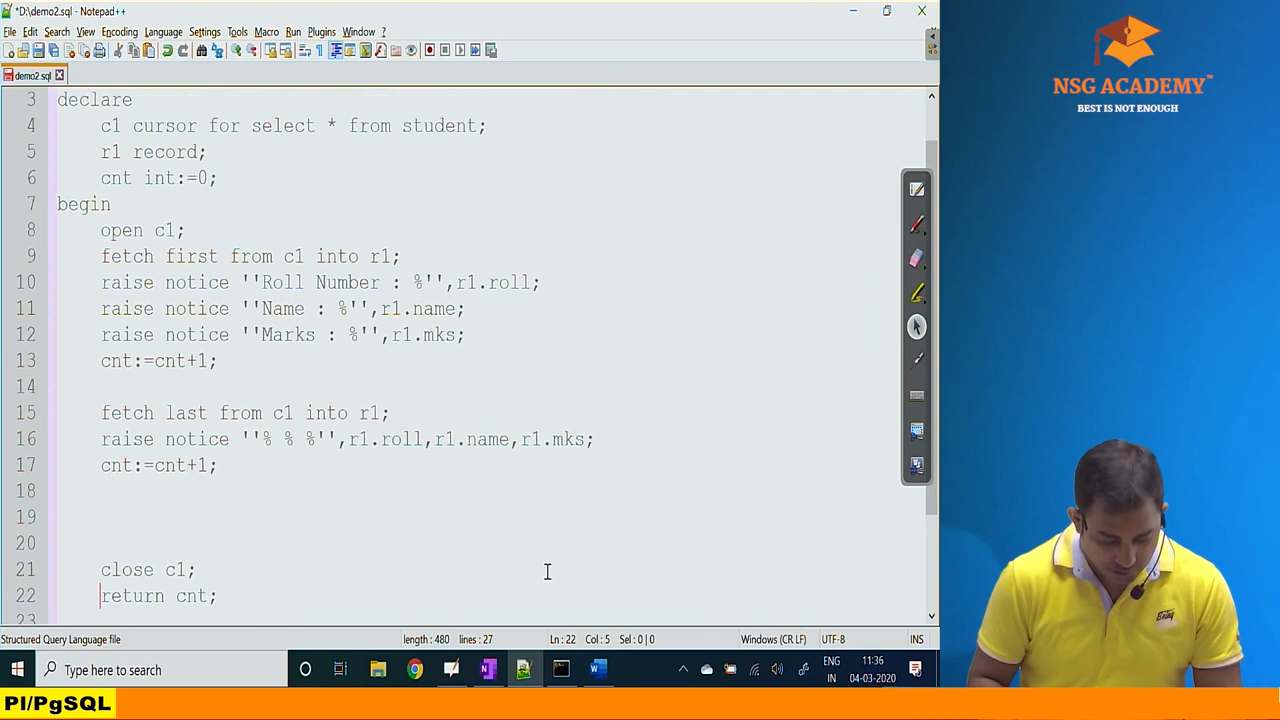 *D:\demo2.sql - Notepad++
File Edit Search View Encoding Language Settings Tools Macro Run Plugins Window ?
demo2.sql
3 declare
4 c1 cursor for select * from student;
5 r1 record;
6 cnt int:=0;
7 begin
8 open c1;
9 fetch first from c1 into r1;
10 raise notice ''Roll Number : %'',r1.roll;
11 raise notice ''Name : %'',r1.name;
12 raise notice ''Marks : %'',r1.mks;
13 cnt:=cnt+1;
14
15 fetch last from c1 into r1;
16 raise notice ''% % %'',r1.roll,r1.name,r1.mks;
17 cnt:=cnt+1;
18
19
20
21 close c1;
22 return cnt;
23
Structured Query Language file length: 480 lines: 27 Ln: 22 Col: 5 Sel: 0 | 0 Windows (CR LF) UTF-8 INS
Type here to search
ENG
IN
11:36
04-03-2020
NSG ACADEMY™
BEST IS NOT ENOUGH
Pl/PgSQL